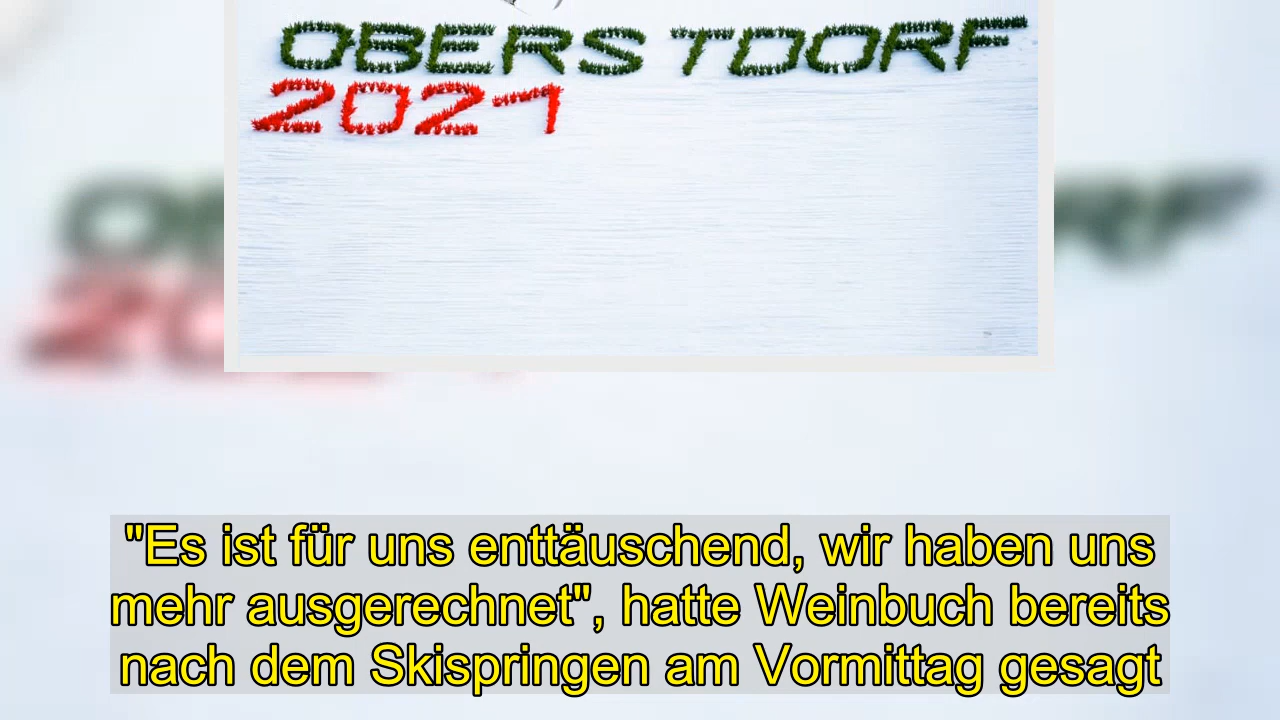 OBERSTDORF
2021
"Es ist für uns enttäuschend, wir haben uns
mehr ausgerechnet", hatte Weinbuch bereits
nach dem Skispringen am Vormittag gesagt